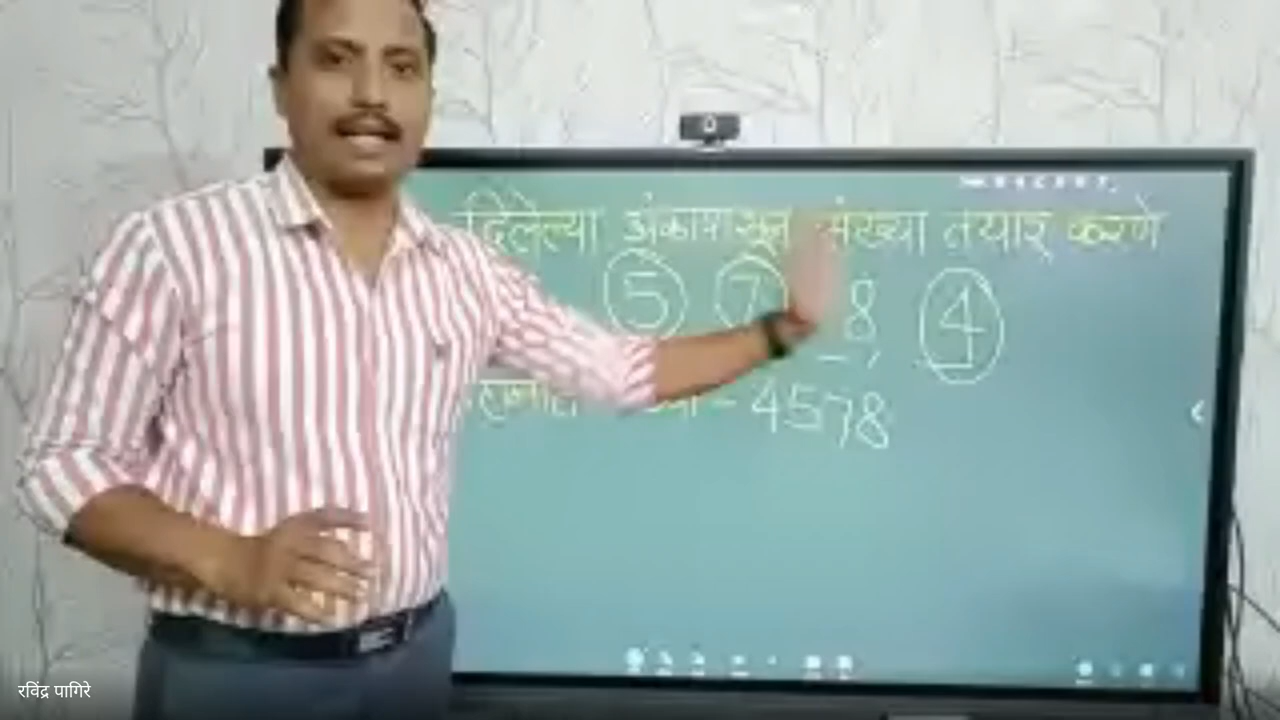 दिलेल्या अंकापासून संख्या तयार करणे
5 7 8 4
- 4578
रविंद्र पागिरे